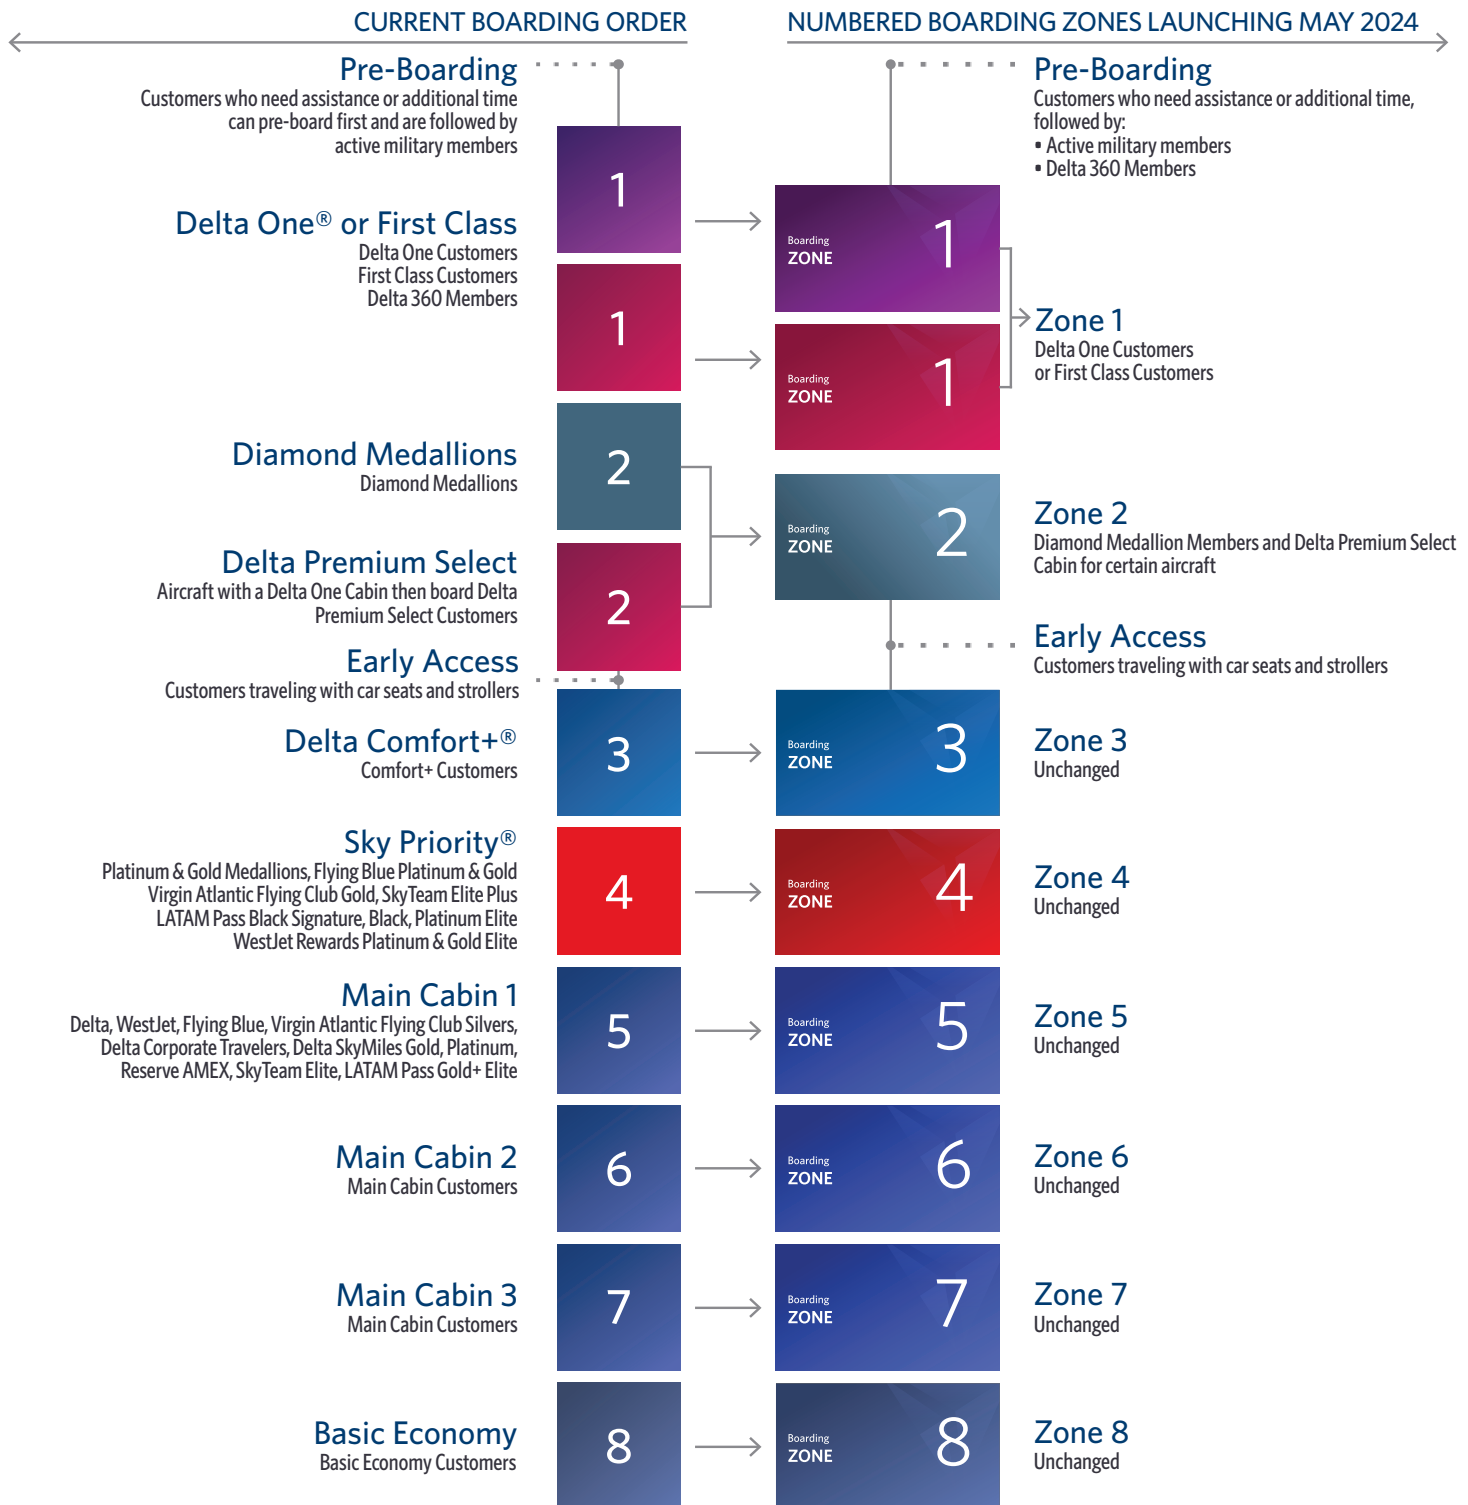 CURRENT BOARDING ORDER
NUMBERED BOARDING ZONES LAUNCHING MAY 2024
Pre-Boarding
Customers who need assistance or additional time
can pre-board first and are followed by
active military members
1
Delta One® or First Class
Delta One Customers
First Class Customers
Delta 360 Members
1
Diamond Medallions
Diamond Medallions
2
Delta Premium Select
Aircraft with a Delta One Cabin then board Delta
Premium Select Customers
2
Early Access
Customers traveling with car seats and strollers
Delta Comfort+®
Comfort+ Customers
3
Sky Priority®
Platinum & Gold Medallions, Flying Blue Platinum & Gold
Virgin Atlantic Flying Club Gold, SkyTeam Elite Plus
LATAM Pass Black Signature, Black, Platinum Elite
WestJet Rewards Platinum & Gold Elite
4
Main Cabin 1
Delta, WestJet, Flying Blue, Virgin Atlantic Flying Club Silvers,
Delta Corporate Travelers, Delta SkyMiles Gold, Platinum,
Reserve AMEX, SkyTeam Elite, LATAM Pass Gold+ Elite
5
Main Cabin 2
Main Cabin Customers
6
Main Cabin 3
Main Cabin Customers
7
Basic Economy
Basic Economy Customers
8
Pre-Boarding
Customers who need assistance or additional time,
followed by:
• Active military members
• Delta 360 Members
Boarding
ZONE
1
Boarding
ZONE
1
Zone 1
Delta One Customers
or First Class Customers
Boarding
ZONE
2
Zone 2
Diamond Medallion Members and Delta Premium Select
Cabin for certain aircraft
Early Access
Customers traveling with car seats and strollers
Boarding
ZONE
3
Zone 3
Unchanged
Boarding
ZONE
4
Zone 4
Unchanged
Boarding
ZONE
5
Zone 5
Unchanged
Boarding
ZONE
6
Zone 6
Unchanged
Boarding
ZONE
7
Zone 7
Unchanged
Boarding
ZONE
8
Zone 8
Unchanged